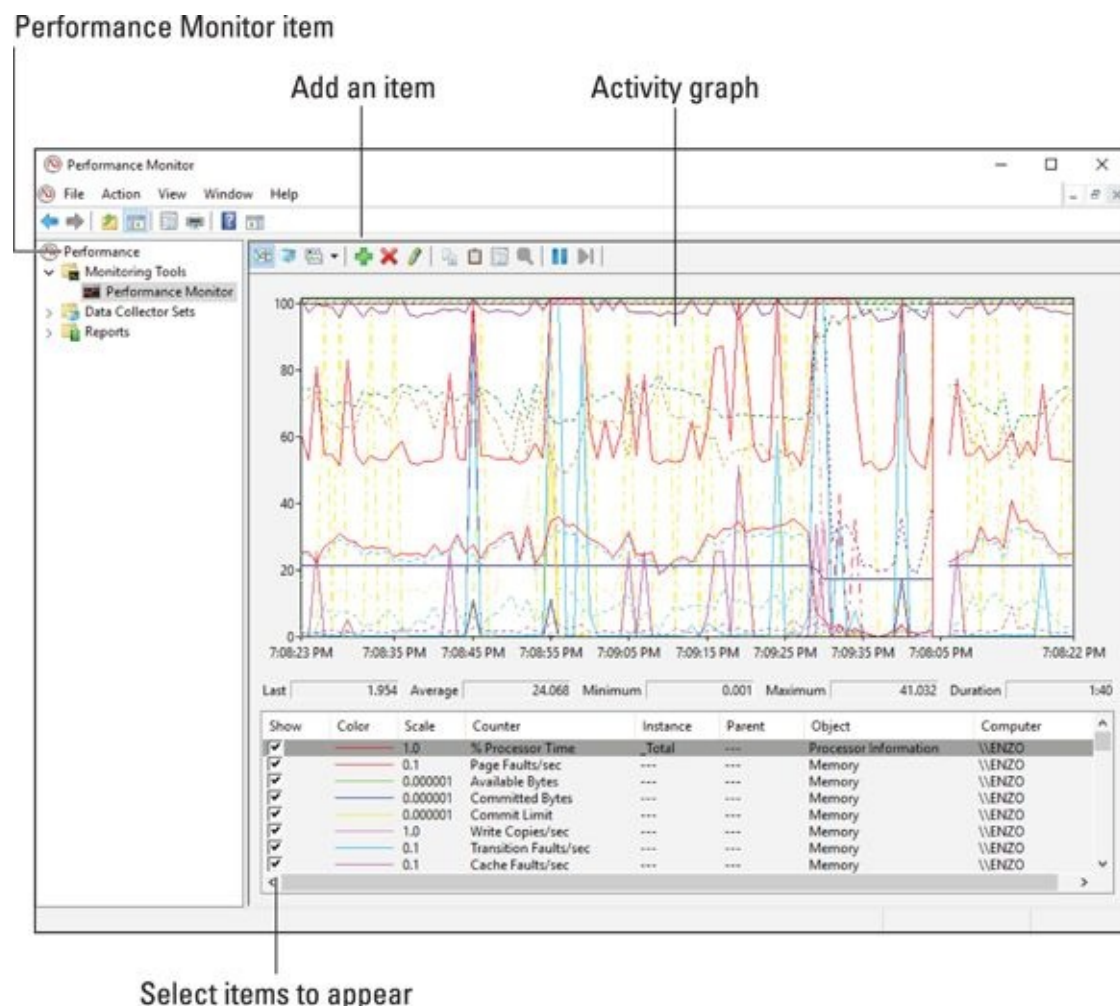 Performance Monitor item
Add an item
Activity graph
Performance Monitor
File Action View Window Help
Performance
Monitoring Tools
Performance Monitor
Data Collector Sets
Reports
100
80
60
40
20
0
7:08:23 PM 7:08:35 PM 7:08:45 PM 7:08:55 PM 7:09:05 PM 7:09:15 PM 7:09:25 PM 7:09:35 PM 7:08:05 PM 7:08:22 PM
Last 1.954 Average 24.068 Minimum 0.001 Maximum 41.032 Duration 1:40
Show Color Scale Counter Instance Parent Object Computer
1.0 % Processor Time _Total --- Processor Information \\ENZO
0.1 Page Faults/sec --- --- Memory \\ENZO
0.000001 Available Bytes --- --- Memory \\ENZO
0.000001 Committed Bytes --- --- Memory \\ENZO
0.000001 Commit Limit --- --- Memory \\ENZO
1.0 Write Copies/sec --- --- Memory \\ENZO
0.1 Transition Faults/sec --- --- Memory \\ENZO
0.1 Cache Faults/sec --- --- Memory \\ENZO
Select items to appear